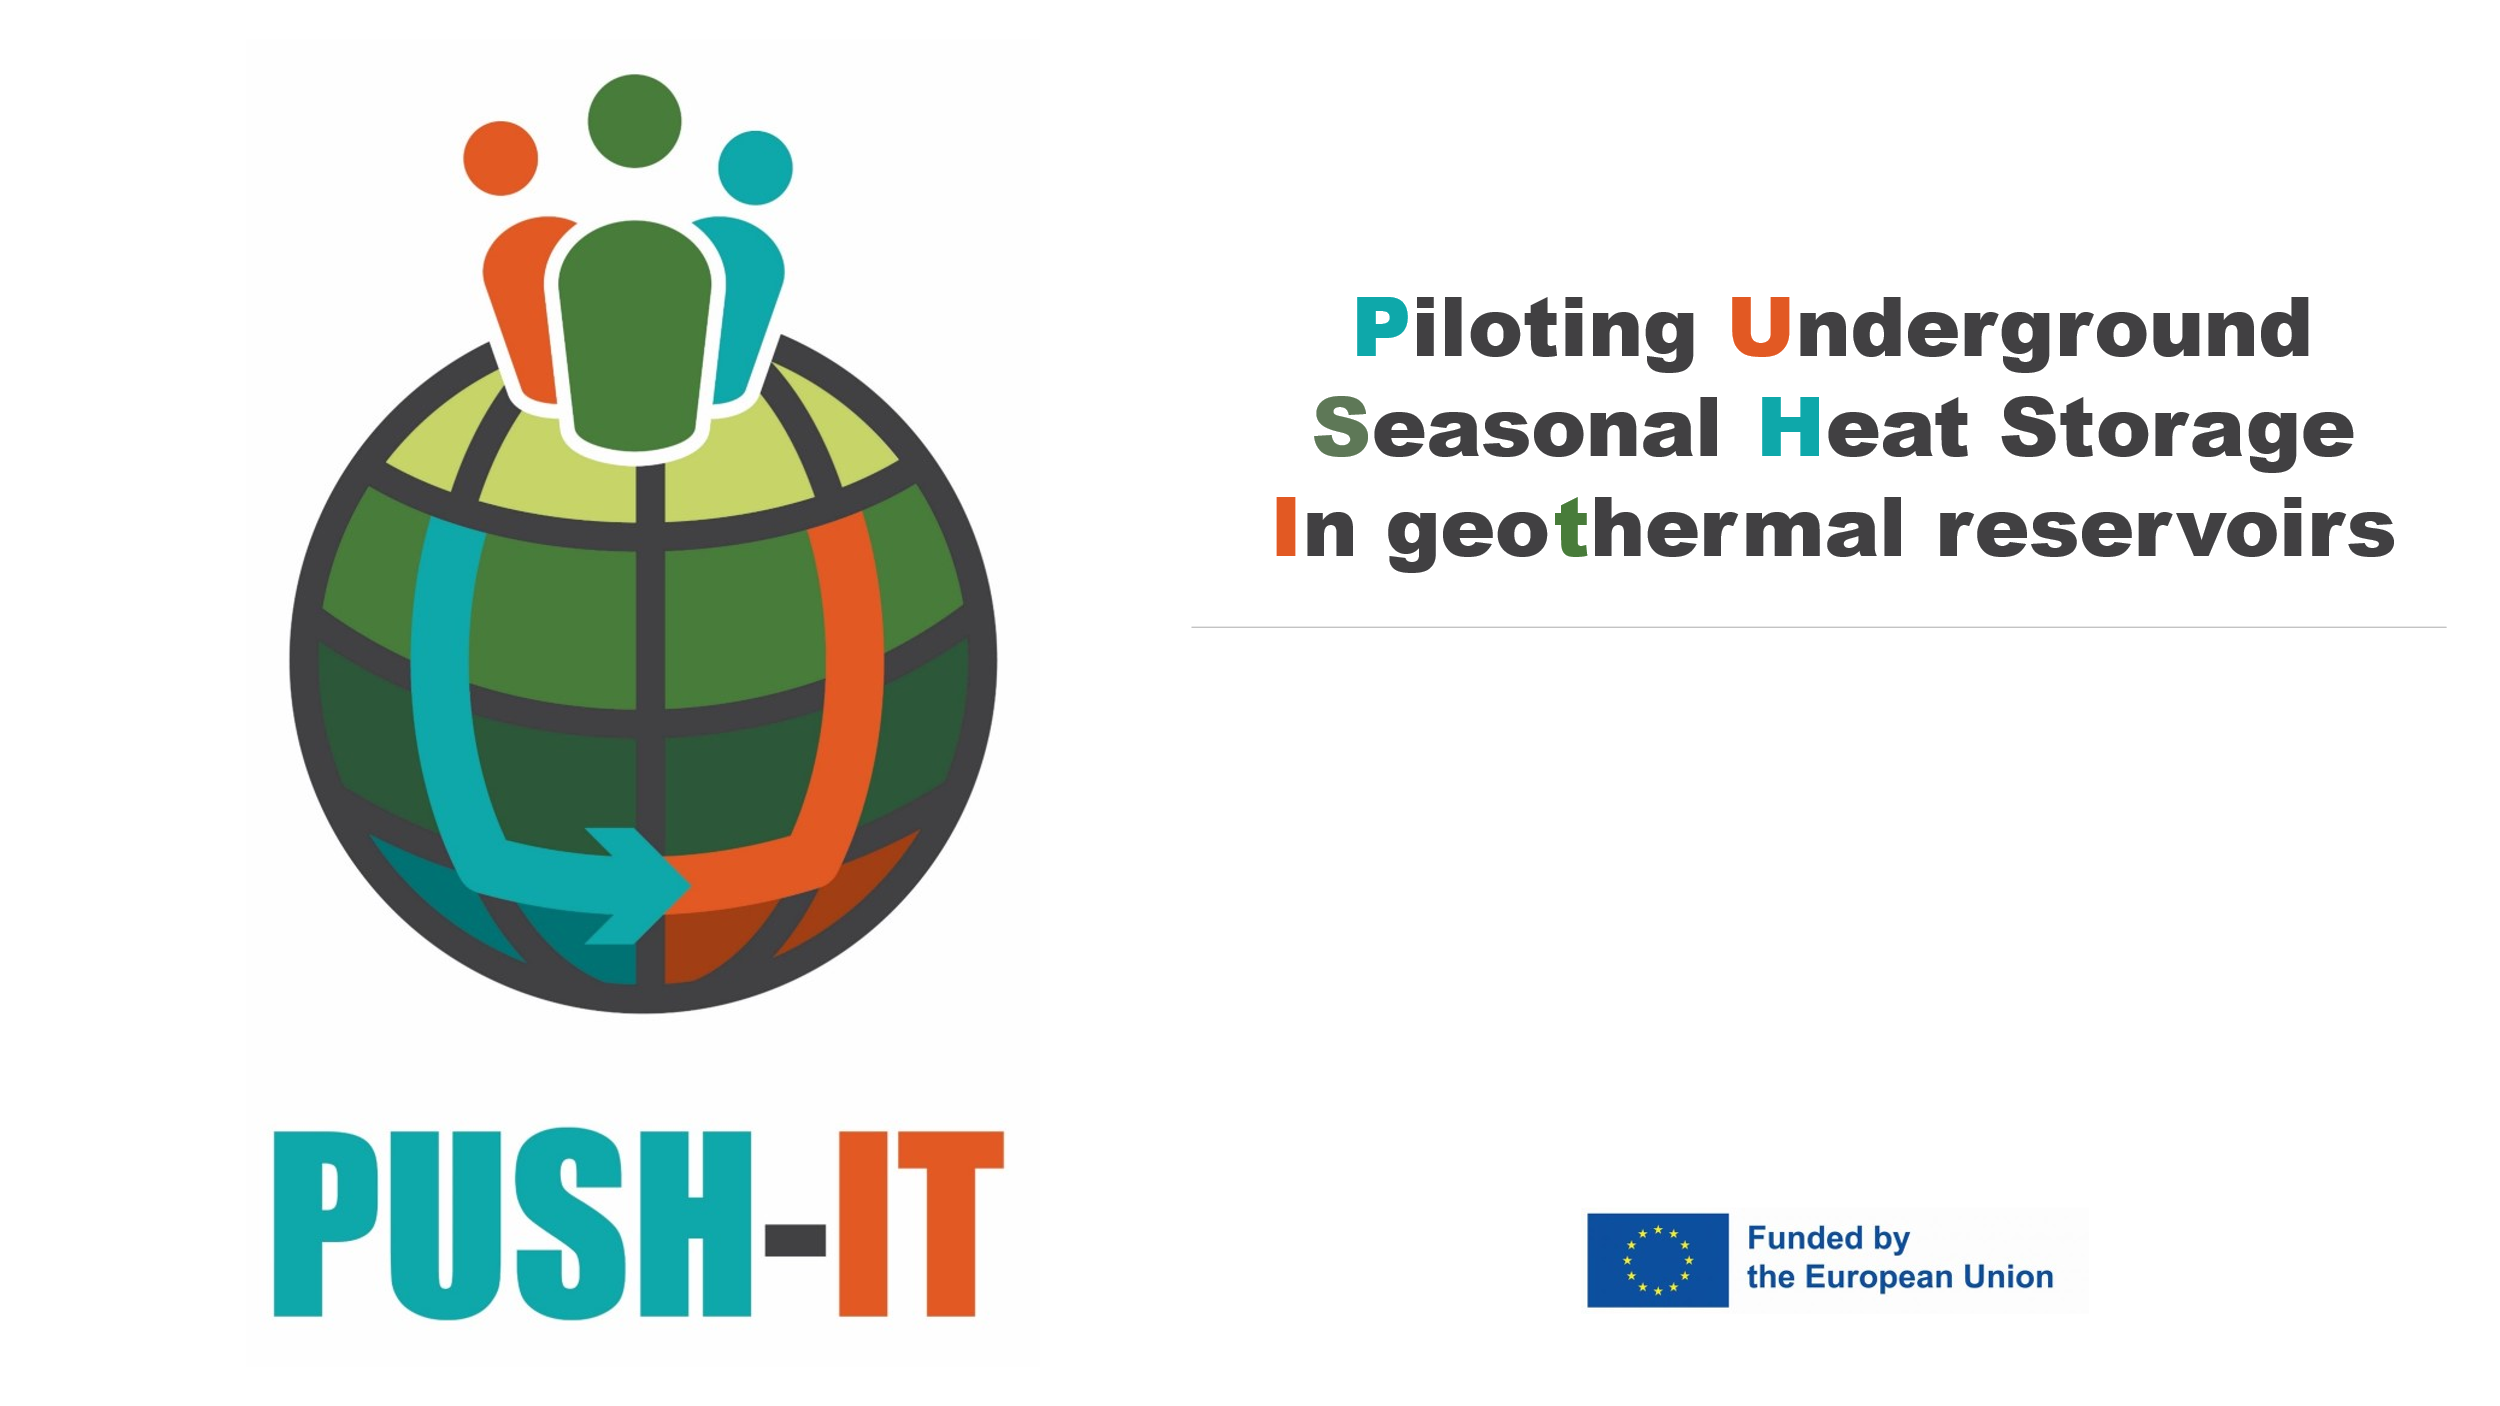 Piloting Underground
Seasonal Heat Storage
In geothermal reservoirs
PUSH-IT
Funded by
the European Union